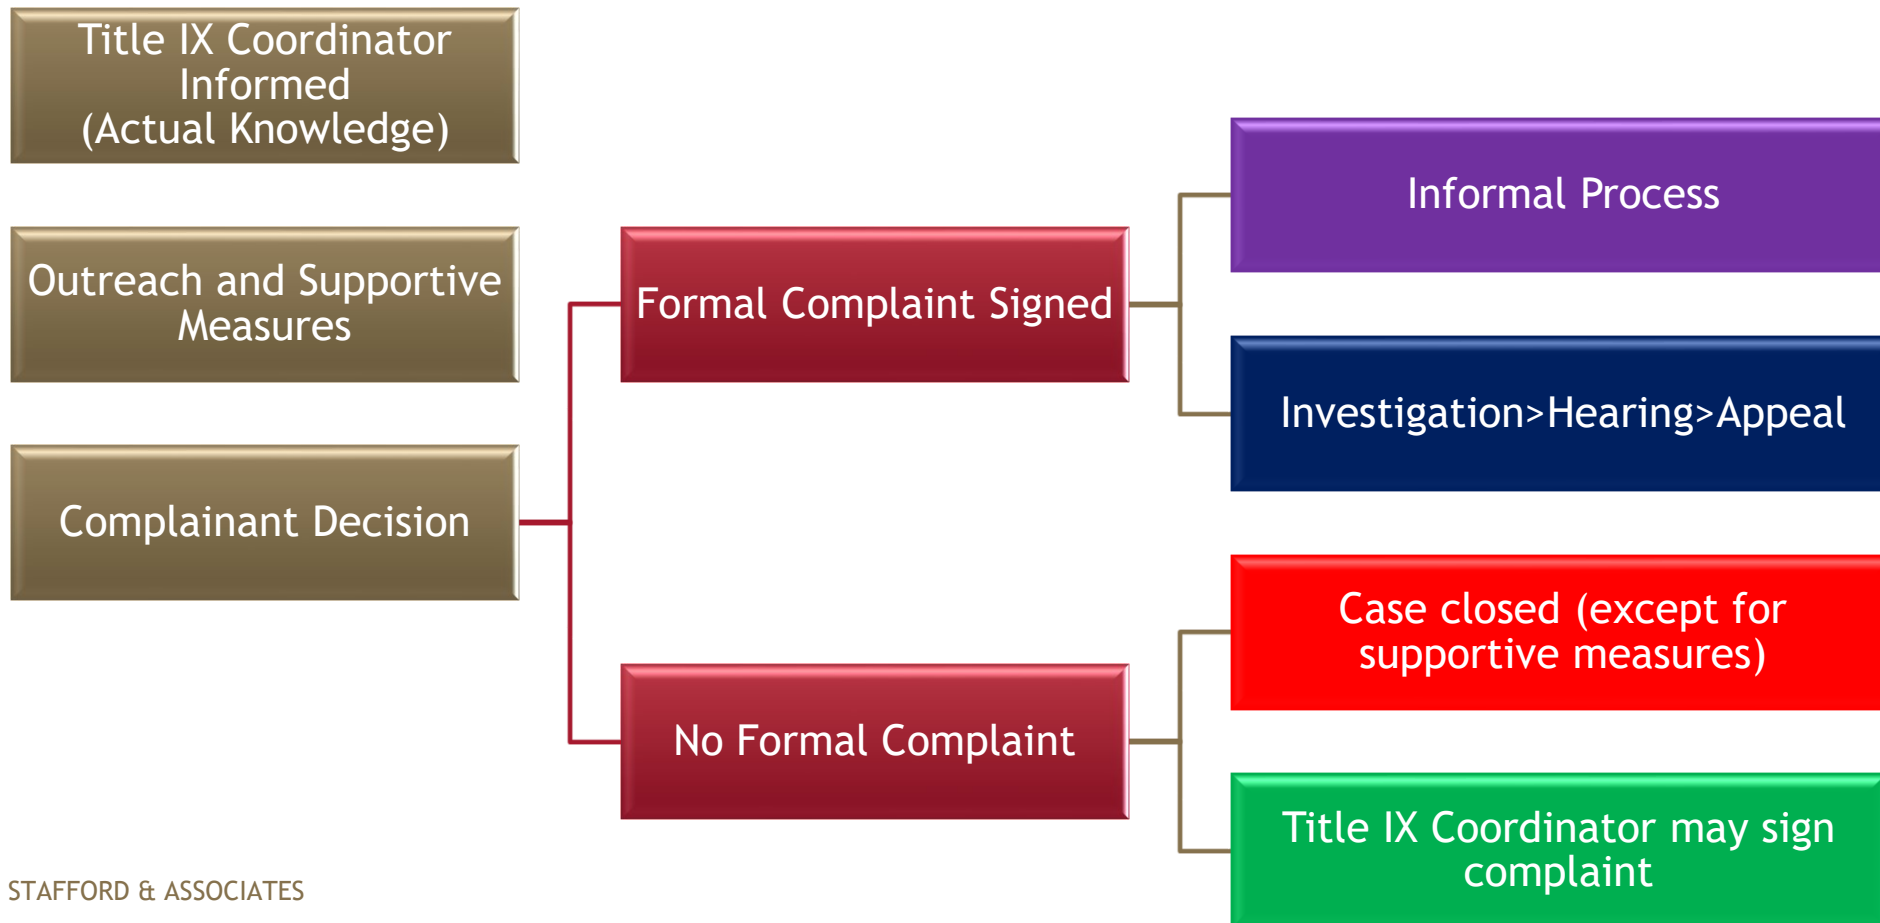 Title IX Coordinator
Informed
(Actual Knowledge)
Outreach and Supportive
Measures
Complainant Decision
Formal Complaint Signed
No Formal Complaint
Informal Process
Investigation>Hearing>Appeal
Case closed (except for
supportive measures)
Title IX Coordinator may sign
complaint
STAFFORD & ASSOCIATES